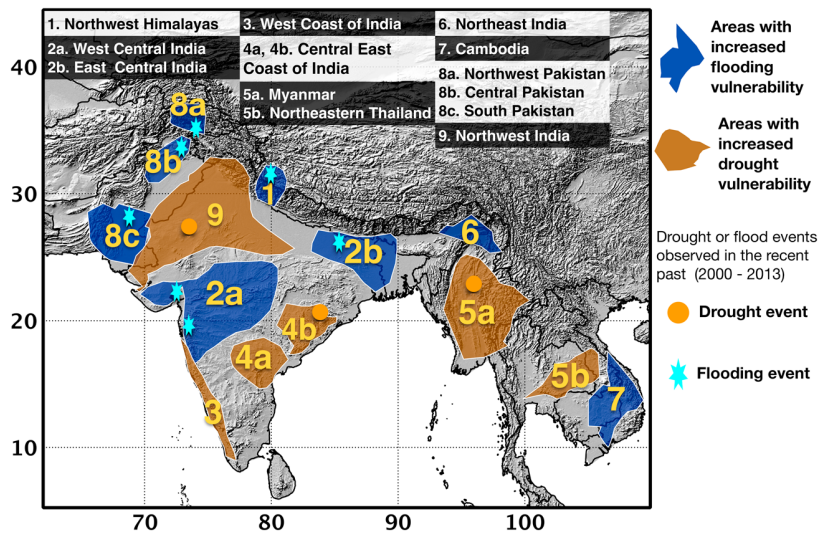 1. Northwest Himalayas
2a. West Central India
2b. East Central India
3. West Coast of India
4a, 4b. Central East
Coast of India
5a. Myanmar
5b. Northeastern Thailand
6. Northeast India
7. Cambodia
8a. Northwest Pakistan
8b. Central Pakistan
8c. South Pakistan
9. Northwest India
Areas with
increased
flooding
vulnerability
Areas with
increased
drought
vulnerability
Drought or flood events
observed in the recent
past (2000 - 2013)
Drought event
Flooding event
40
30
20
10
70
80
90
100
8a
8b
1
9
8c
6
2b
2a
5a
4b
4a
5b
7
3